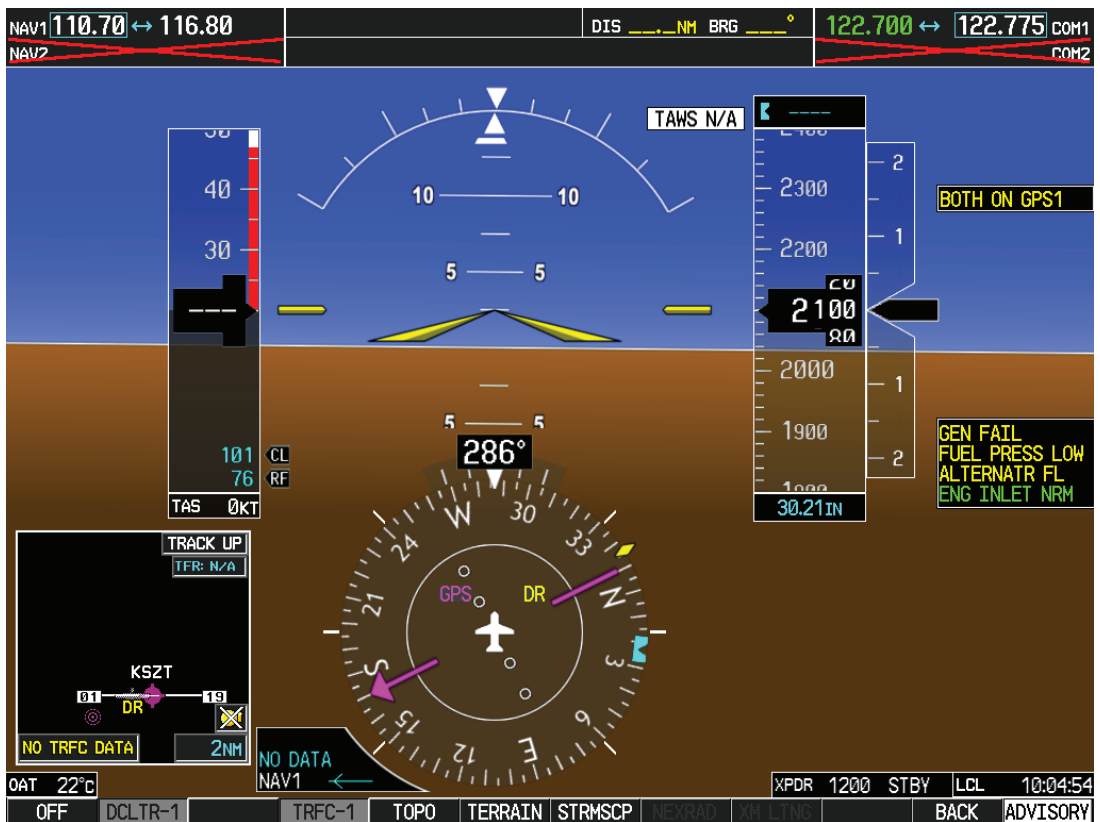 NAV1 110.70 ↔ 116.80
NAV2
DIS __._NM BRG ___°
122.700 ↔ 122.775 COM1
COM2
TAWS N/A
----
2300
2200
2100
20
80
2000
1900
2
1
1
2
40
30
---
10 10
5 5
5 5
BOTH ON GPS1
GEN FAIL
FUEL PRESS LOW
ALTERNATR FL
ENG INLET NRM
101 CL
76 RF
TAS 0KT
30.21IN
286°
W 30 33 N 3 6 E 12 15 S 21 24
GPS DR
TRACK UP
TFR: N/A
KSZT
01 19
DR
NO TRFC DATA 2NM
NO DATA
NAV1
OAT 22°C
XPDR 1200 STBY LCL 10:04:54
OFF DCLTR-1 TRFC-1 TOPO TERRAIN STRMSCP NEXRAD XM LTNG BACK ADVISORY